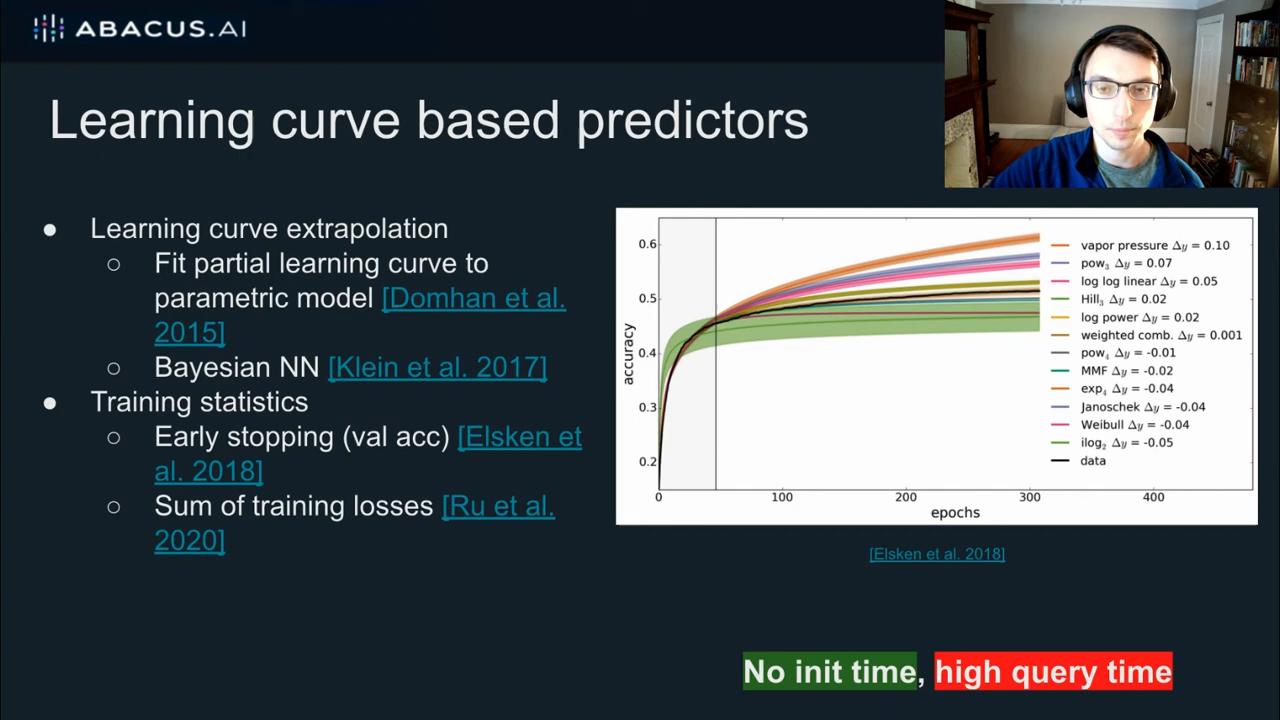 ABACUS.AI
Learning curve based predictors
● Learning curve extrapolation
○ Fit partial learning curve to
parametric model [Domhan et al.
2015]
○ Bayesian NN [Klein et al. 2017]
● Training statistics
○ Early stopping (val acc) [Elsken et
al. 2018]
○ Sum of training losses [Ru et al.
2020]
accuracy
0.6
0.5
0.4
0.3
0.2
0 100 200 300 400
epochs
vapor pressure Δy = 0.10
pow₃ Δy = 0.07
log log linear Δy = 0.05
Hill₃ Δy = 0.02
log power Δy = 0.02
weighted comb. Δy = 0.001
pow₄ Δy = -0.01
MMF Δy = -0.02
exp₄ Δy = -0.04
Janoschek Δy = -0.04
Weibull Δy = -0.04
ilog₂ Δy = -0.05
data
[Elsken et al. 2018]
No init time, high query time